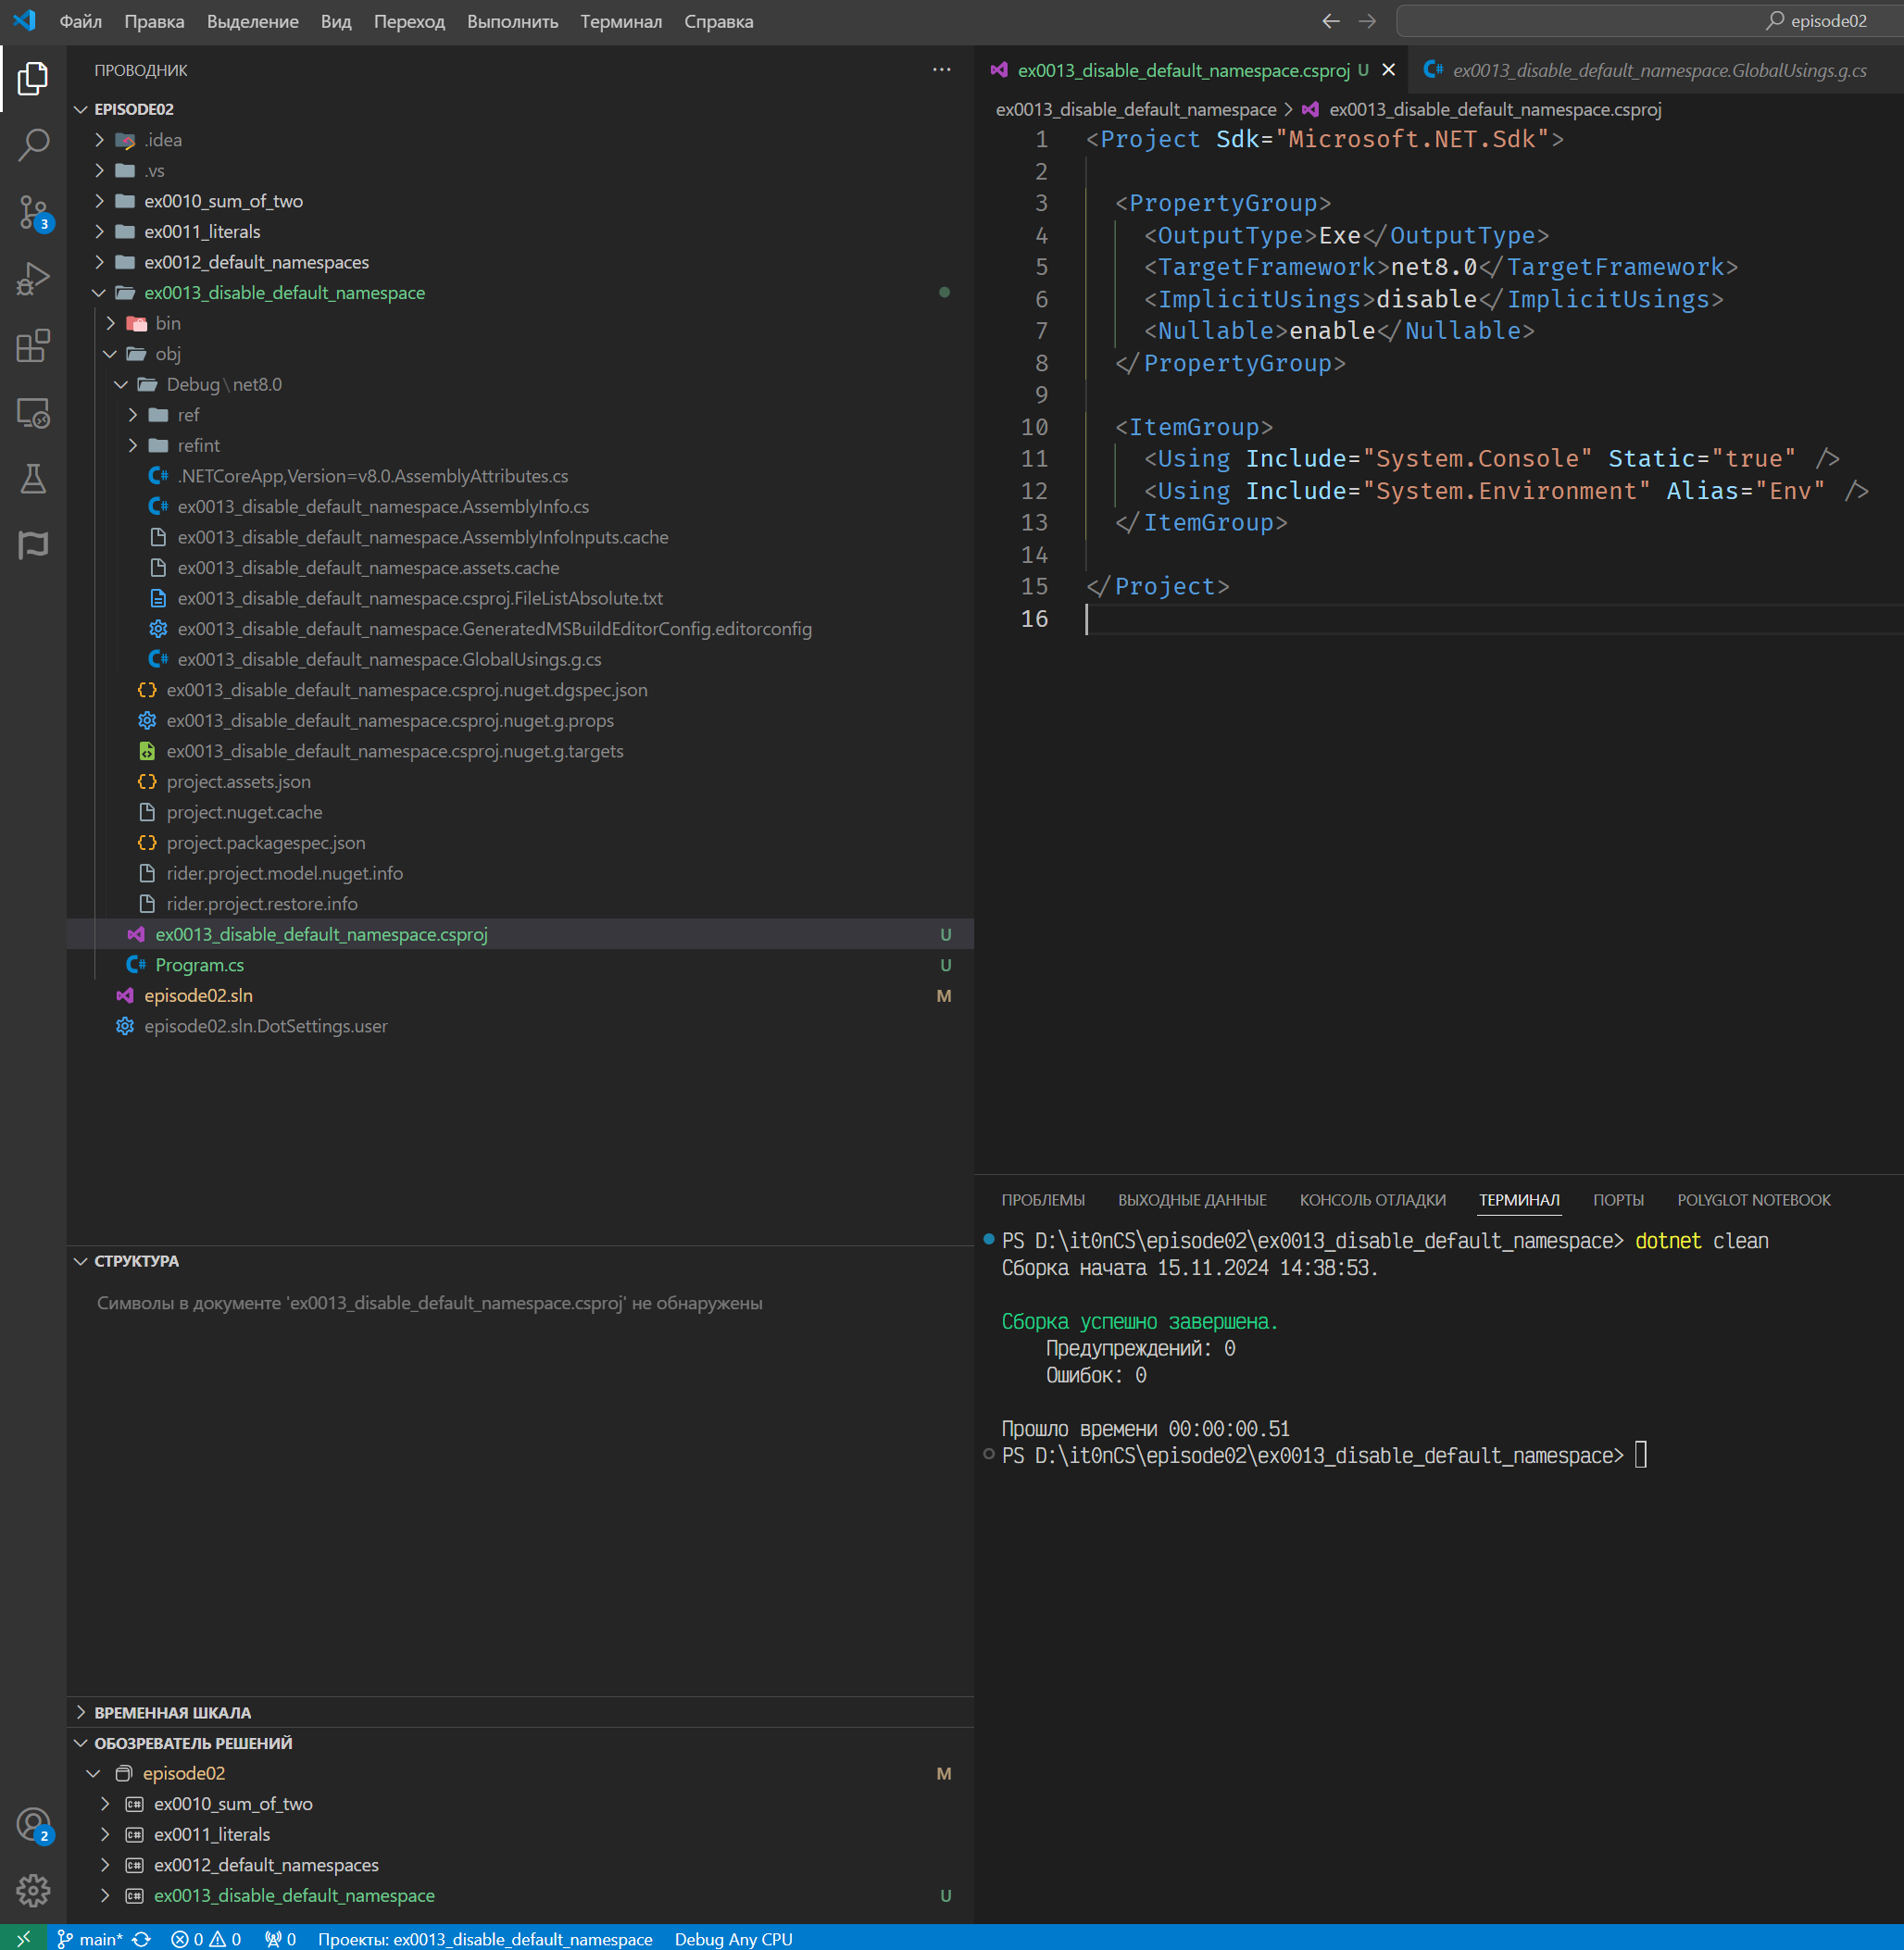 Файл Правка Выделение Вид Переход Выполнить Терминал Справка
episode02
ПРОВОДНИК
EPISODE02
.idea
.vs
ex0010_sum_of_two
ex0011_literals
ex0012_default_namespaces
ex0013_disable_default_namespace
bin
obj
Debug\net8.0
ref
refint
.NETCoreApp,Version=v8.0.AssemblyAttributes.cs
ex0013_disable_default_namespace.AssemblyInfo.cs
ex0013_disable_default_namespace.AssemblyInfoInputs.cache
ex0013_disable_default_namespace.assets.cache
ex0013_disable_default_namespace.csproj.FileListAbsolute.txt
ex0013_disable_default_namespace.GeneratedMSBuildEditorConfig.editorconfig
ex0013_disable_default_namespace.GlobalUsings.g.cs
ex0013_disable_default_namespace.csproj.nuget.dgspec.json
ex0013_disable_default_namespace.csproj.nuget.g.props
ex0013_disable_default_namespace.csproj.nuget.g.targets
project.assets.json
project.nuget.cache
project.packagespec.json
rider.project.model.nuget.info
rider.project.restore.info
ex0013_disable_default_namespace.csproj U
Program.cs U
episode02.sln M
episode02.sln.DotSettings.user
СТРУКТУРА
Символы в документе 'ex0013_disable_default_namespace.csproj' не обнаружены
ВРЕМЕННАЯ ШКАЛА
ОБОЗРЕВАТЕЛЬ РЕШЕНИЙ
episode02 M
ex0010_sum_of_two
ex0011_literals
ex0012_default_namespaces
ex0013_disable_default_namespace U
3
2
ex0013_disable_default_namespace.csproj U
ex0013_disable_default_namespace.GlobalUsings.g.cs
ex0013_disable_default_namespace > ex0013_disable_default_namespace.csproj
1 <Project Sdk="Microsoft.NET.Sdk">
2
3 <PropertyGroup>
4 <OutputType>Exe</OutputType>
5 <TargetFramework>net8.0</TargetFramework>
6 <ImplicitUsings>disable</ImplicitUsings>
7 <Nullable>enable</Nullable>
8 </PropertyGroup>
9
10 <ItemGroup>
11 <Using Include="System.Console" Static="true" />
12 <Using Include="System.Environment" Alias="Env" />
13 </ItemGroup>
14
15 </Project>
16
ПРОБЛЕМЫ ВЫХОДНЫЕ ДАННЫЕ КОНСОЛЬ ОТЛАДКИ ТЕРМИНАЛ ПОРТЫ POLYGLOT NOTEBOOK
PS D:\it0nCS\episode02\ex0013_disable_default_namespace> dotnet clean
Сборка начата 15.11.2024 14:38:53.
Сборка успешно завершена.
Предупреждений: 0
Ошибок: 0
Прошло времени 00:00:00.51
PS D:\it0nCS\episode02\ex0013_disable_default_namespace>
main* 0 0 0 Проекты: ex0013_disable_default_namespace Debug Any CPU